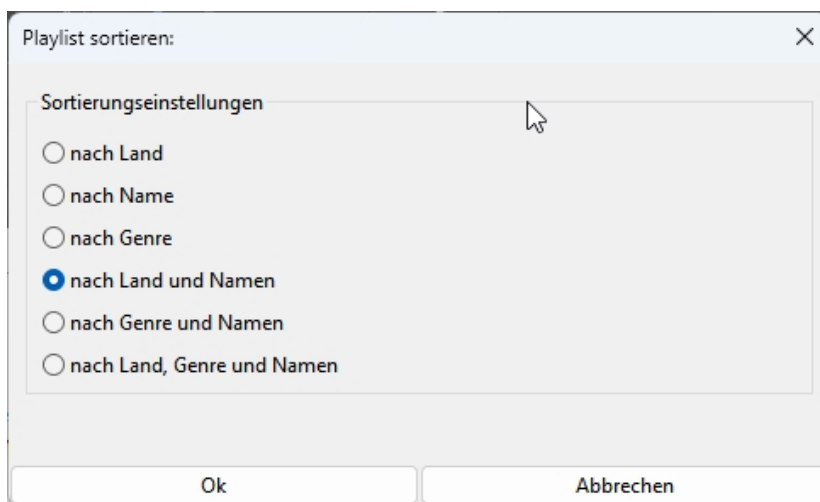 Playlist sortieren:
Sortierungseinstellungen
nach Land
nach Name
nach Genre
nach Land und Namen
nach Genre und Namen
nach Land, Genre und Namen
Ok
Abbrechen